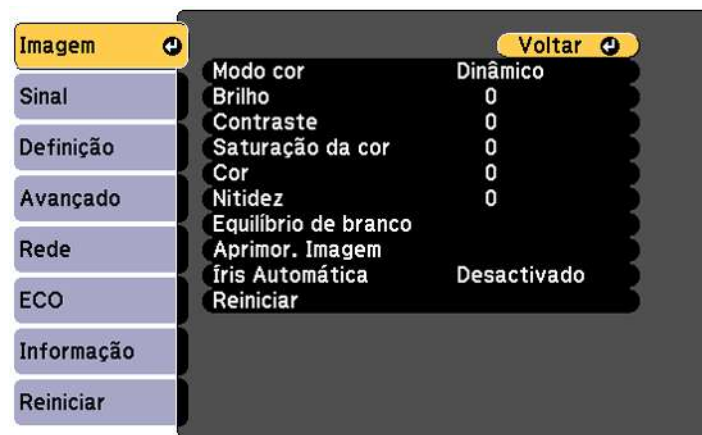 Imagem
Sinal
Definição
Avançado
Rede
ECO
Informação
Reiniciar
Voltar
Modo cor Dinâmico
Brilho 0
Contraste 0
Saturação da cor 0
Cor 0
Nitidez 0
Equilíbrio de branco
Aprimor. Imagem
Íris Automática Desactivado
Reiniciar